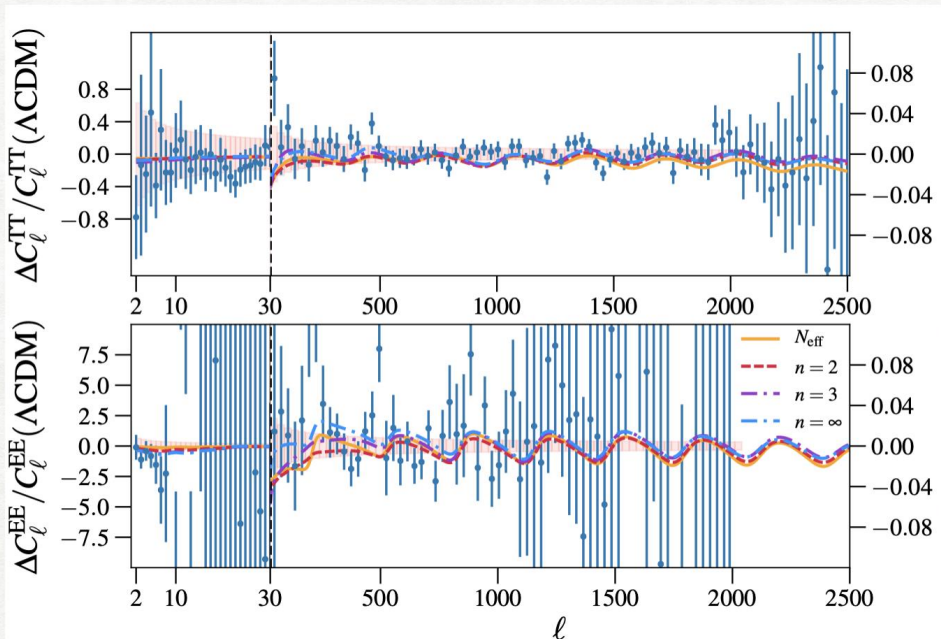 ΔC_ℓ^TT/C_ℓ^TT(ΛCDM)
0.8
0.4
0.0
−0.4
−0.8
0.08
0.04
0.00
−0.04
−0.08
2 10 30 500 1000 1500 2000 2500
ΔC_ℓ^EE/C_ℓ^EE(ΛCDM)
7.5
5.0
2.5
0.0
−2.5
−5.0
−7.5
N_eff
n = 2
n = 3
n = ∞
0.08
0.04
0.00
−0.04
−0.08
2 10 30 500 1000 1500 2000 2500
ℓ